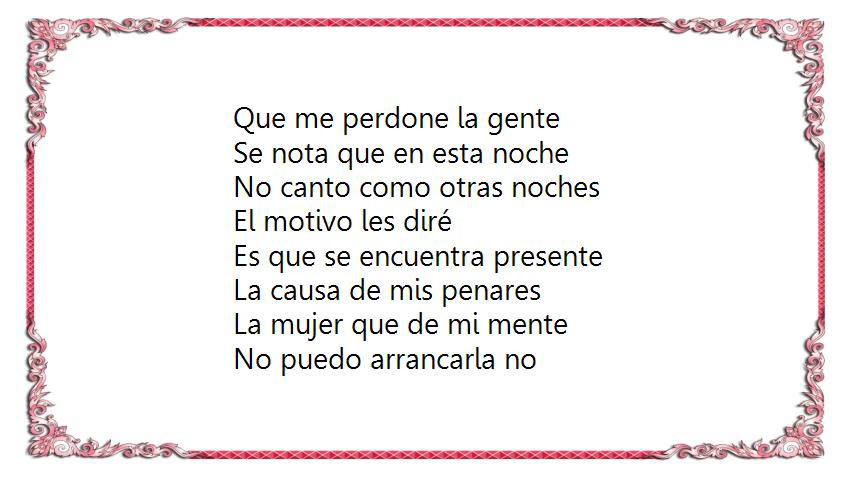 Que me perdone la gente
Se nota que en esta noche
No canto como otras noches
El motivo les diré
Es que se encuentra presente
La causa de mis penares
La mujer que de mi mente
No puedo arrancarla no